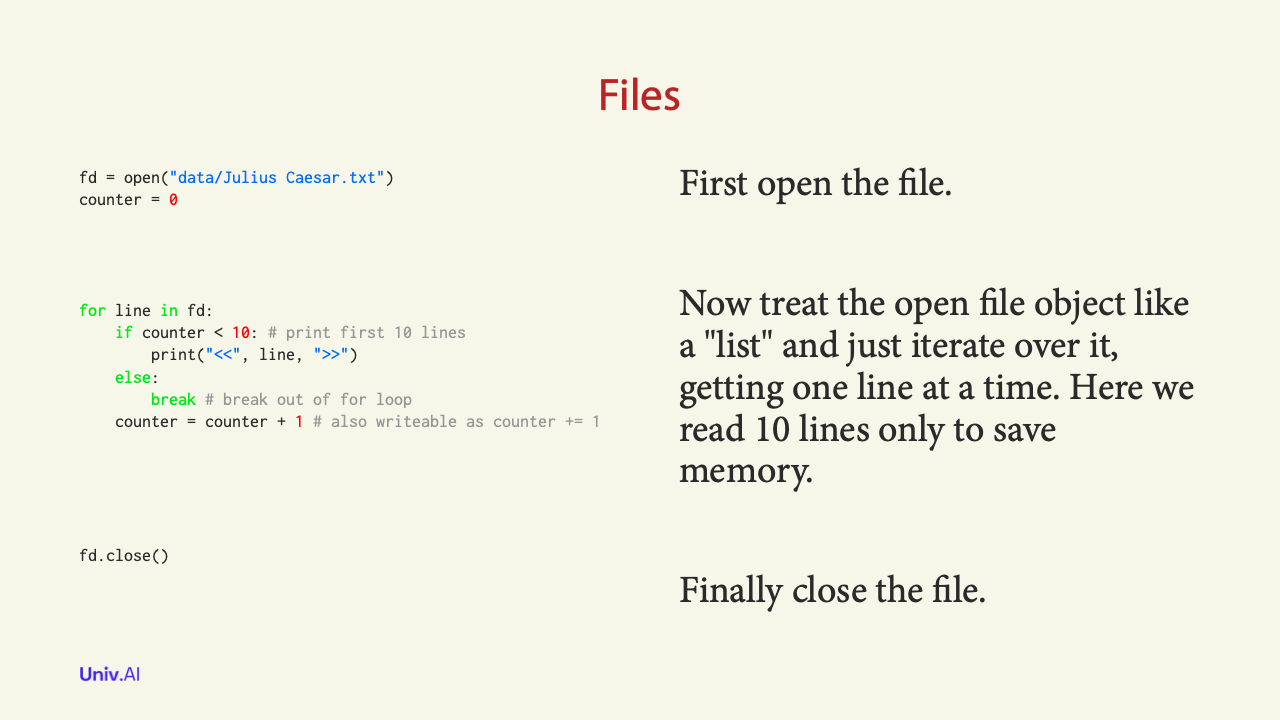 Files
fd = open("data/Julius Caesar.txt")
counter = 0
for line in fd:
    if counter < 10: # print first 10 lines
        print("<<", line, ">>")
    else:
        break # break out of for loop
    counter = counter + 1 # also writeable as counter += 1
fd.close()
First open the file.
Now treat the open file object like
a "list" and just iterate over it,
getting one line at a time. Here we
read 10 lines only to save
memory.
Finally close the file.
Univ.AI